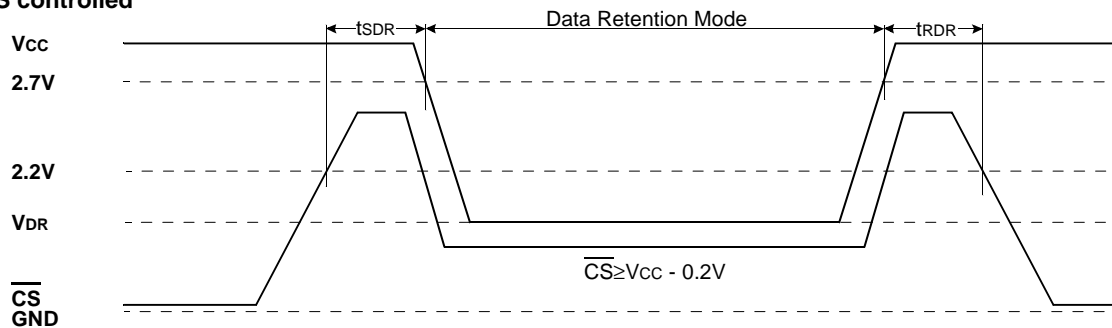 S controlled
tSDR
Data Retention Mode
tRDR
VCC
2.7V
2.2V
VDR
CS≥VCC - 0.2V
CS
GND